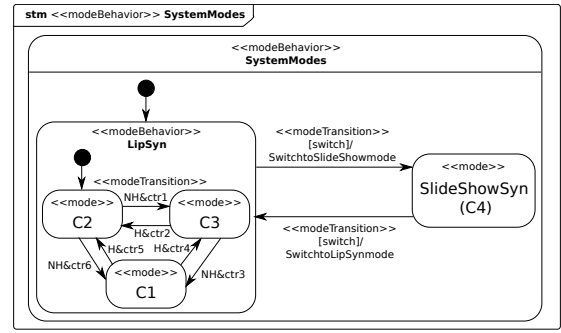 stm <<modeBehavior>> SystemModes
<<modeBehavior>>
SystemModes
<<modeBehavior>>
LipSyn
<<modeTransition>>
[switch]/
SwitchtoSlideShowmode
<<mode>>
SlideShowSyn
(C4)
<<modeTransition>>
[switch]/
SwitchtoLipSynmode
<<modeTransition>>
NH&ctr1
<<mode>>
C2
<<mode>>
C3
H&ctr2
H&ctr5
H&ctr4
NH&ctr6
NH&ctr3
<<mode>>
C1